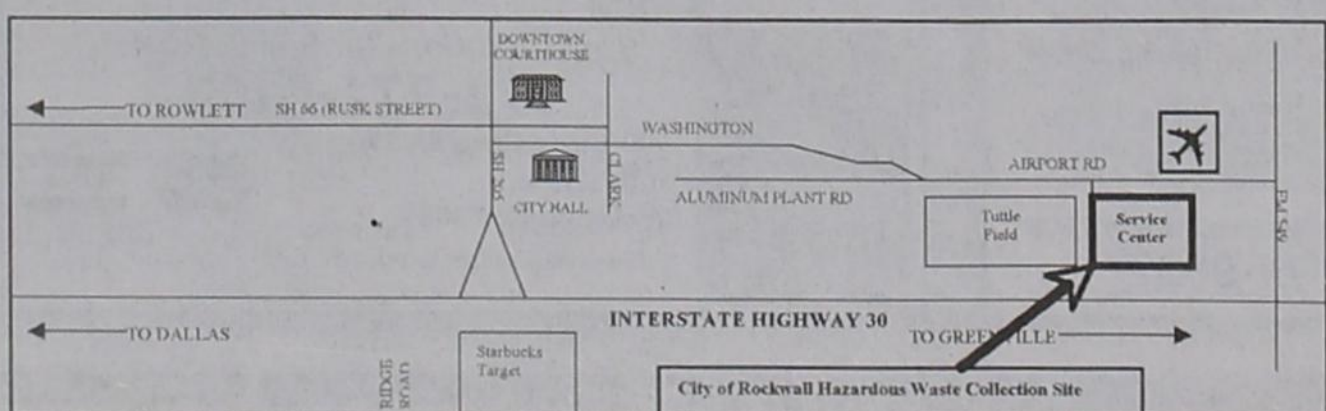 DOWNTOWN
COURTHOUSE
TO ROWLETT
SH 66 (RUSK STREET)
WASHINGTON
AIRPORT RD
SH 205
CITY HALL
CLARK
ALUMINUM PLANT RD
Tuttle
Field
Service
Center
INTERSTATE HIGHWAY 30
TO DALLAS
TO GREENVILLE
RIDGE
ROAD
Starbucks
Target
City of Rockwall Hazardous Waste Collection Site